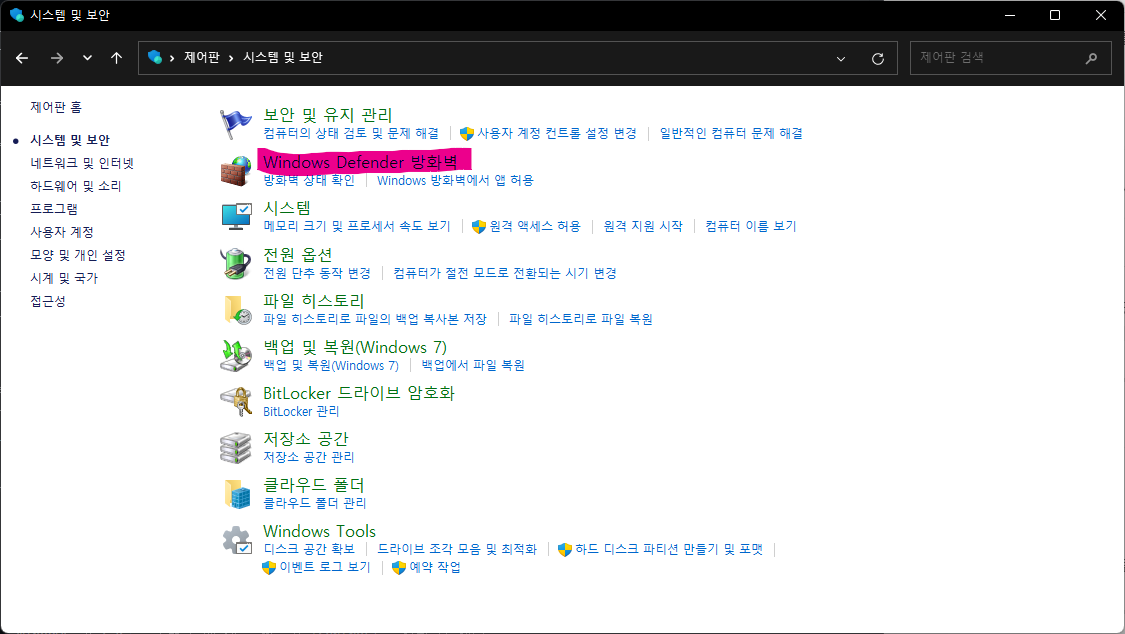 시스템 및 보안
제어판 › 시스템 및 보안
제어판 검색
제어판 홈
시스템 및 보안
네트워크 및 인터넷
하드웨어 및 소리
프로그램
사용자 계정
모양 및 개인 설정
시계 및 국가
접근성
보안 및 유지 관리
컴퓨터의 상태 검토 및 문제 해결 | 사용자 계정 컨트롤 설정 변경 | 일반적인 컴퓨터 문제 해결
Windows Defender 방화벽
방화벽 상태 확인 | Windows 방화벽에서 앱 허용
시스템
메모리 크기 및 프로세서 속도 보기 | 원격 액세스 허용 | 원격 지원 시작 | 컴퓨터 이름 보기
전원 옵션
전원 단추 동작 변경 | 컴퓨터가 절전 모드로 전환되는 시기 변경
파일 히스토리
파일 히스토리로 파일의 백업 복사본 저장 | 파일 히스토리로 파일 복원
백업 및 복원(Windows 7)
백업 및 복원(Windows 7) | 백업에서 파일 복원
BitLocker 드라이브 암호화
BitLocker 관리
저장소 공간
저장소 공간 관리
클라우드 폴더
클라우드 폴더 관리
Windows Tools
디스크 공간 확보 | 드라이브 조각 모음 및 최적화 | 하드 디스크 파티션 만들기 및 포맷 |
이벤트 로그 보기 | 예약 작업